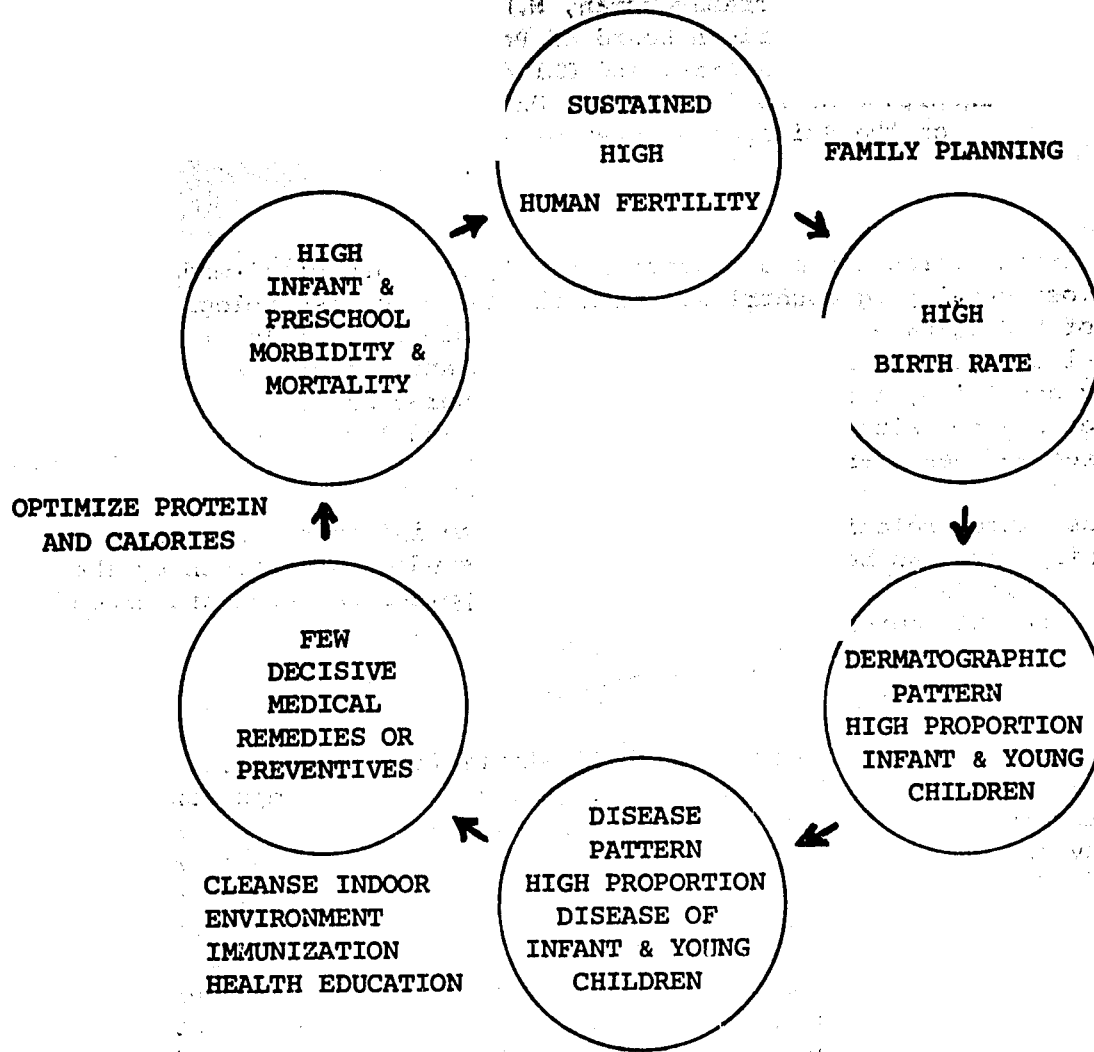 SUSTAINED
HIGH
HUMAN FERTILITY
FAMILY PLANNING
HIGH
BIRTH RATE
DERMATOGRAPHIC
PATTERN
HIGH PROPORTION
INFANT & YOUNG
CHILDREN
DISEASE
PATTERN
HIGH PROPORTION
DISEASE OF
INFANT & YOUNG
CHILDREN
CLEANSE INDOOR
ENVIRONMENT
IMMUNIZATION
HEALTH EDUCATION
FEW
DECISIVE
MEDICAL
REMEDIES OR
PREVENTIVES
OPTIMIZE PROTEIN
AND CALORIES
HIGH
INFANT &
PRESCHOOL
MORBIDITY &
MORTALITY